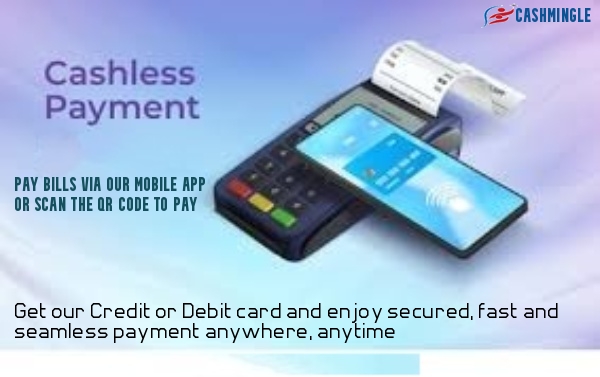 CASHMINGLE
Cashless
Payment
PAY BILLS VIA OUR MOBILE APP
OR SCAN THE QR CODE TO PAY
Get our Credit or Debit card and enjoy secured, fast and
seamless payment anywhere, anytime